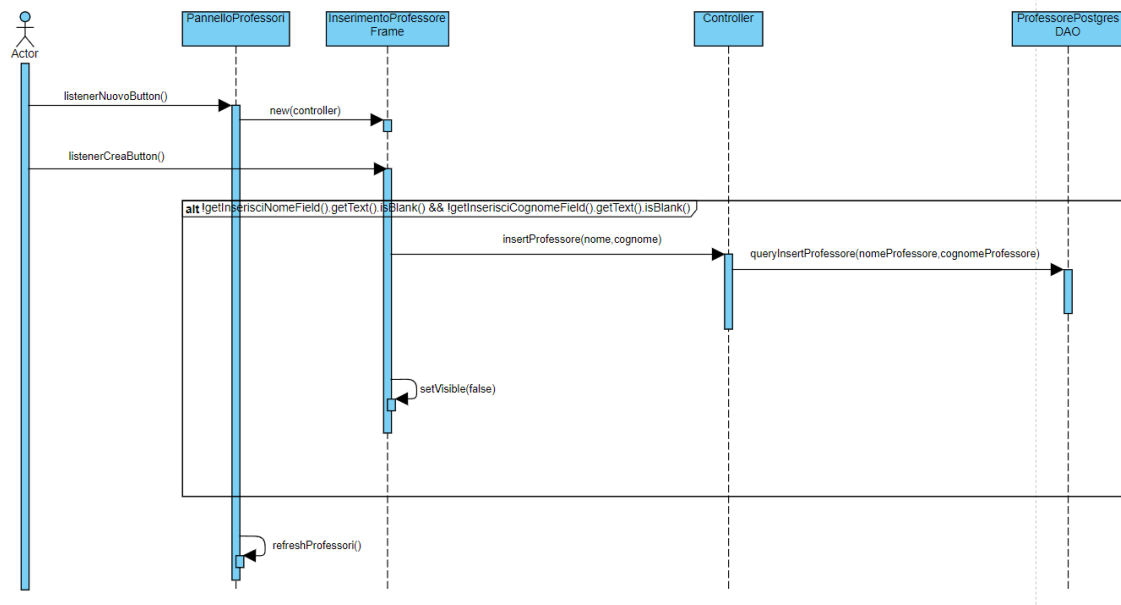 PannelloProfessori
InserimentoProfessore
Frame
Controller
ProfessorePostgres
DAO
Actor
listenerNuovoButton()
new(controller)
listenerCreaButton()
alt !getInserisciNomeField().getText().isBlank() && !getInserisciCognomeField().getText().isBlank()
insertProfessore(nome,cognome)
queryInsertProfessore(nomeProfessore,cognomeProfessore)
setVisible(false)
refreshProfessori()